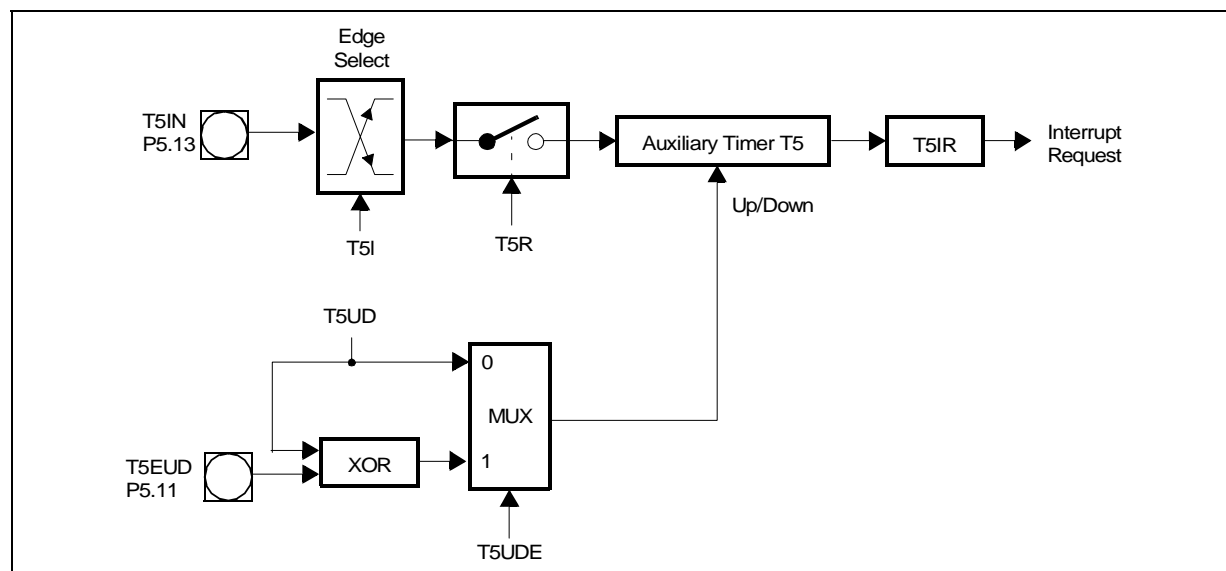 Edge
Select
T5IN
P5.13
Auxiliary Timer T5
T5IR
Interrupt
Request
Up/Down
T5I
T5R
T5UD
0
MUX
XOR
1
T5EUD
P5.11
T5UDE